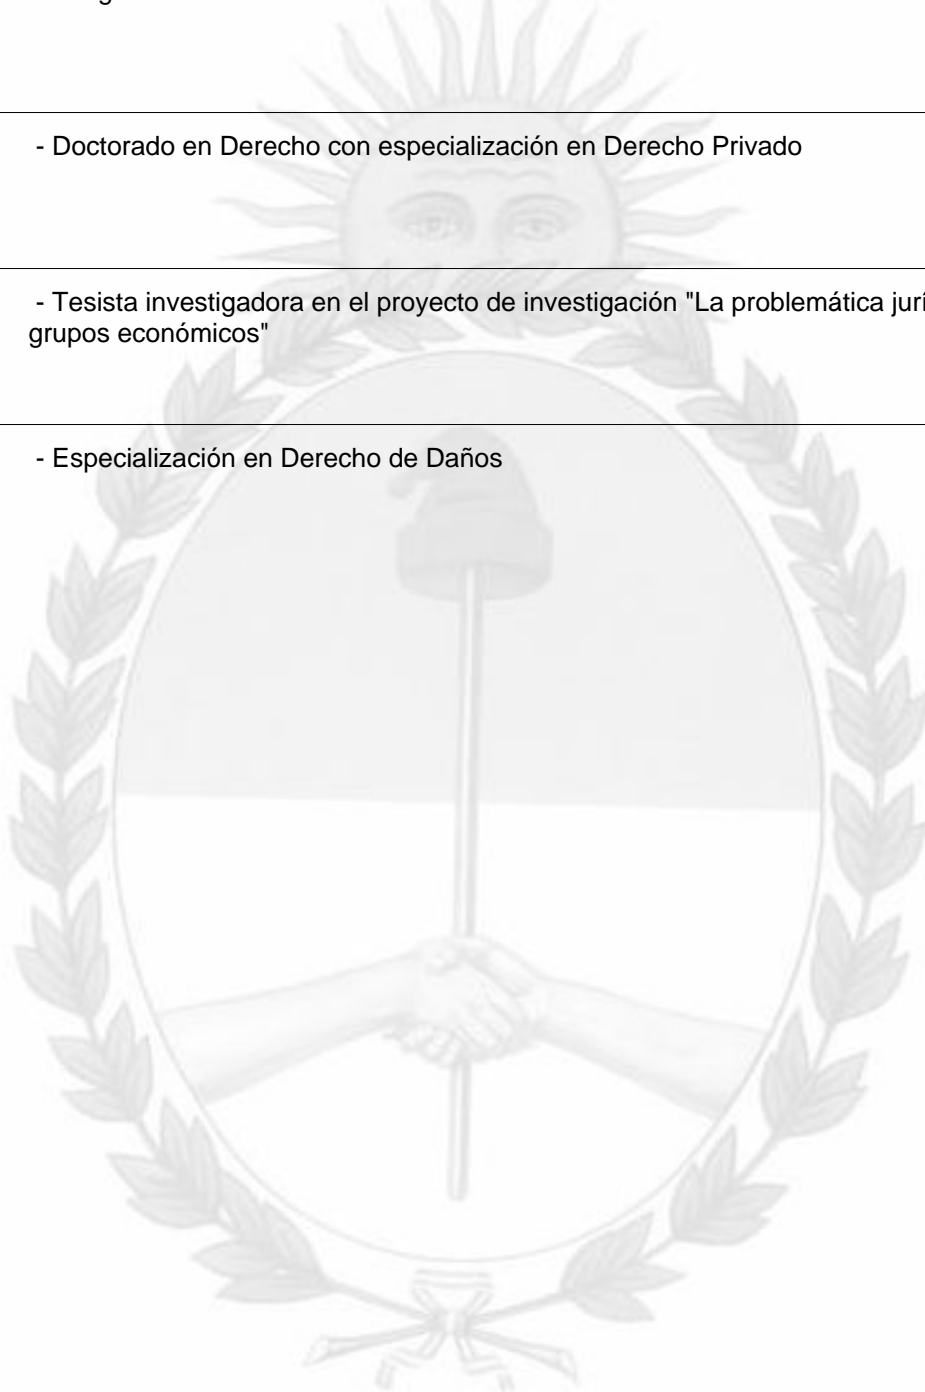 - Doctorado en Derecho con especialización en Derecho Privado
- Tesista investigadora en el proyecto de investigación "La problemática
grupos económicos"
- Especialización en Derecho de Daños